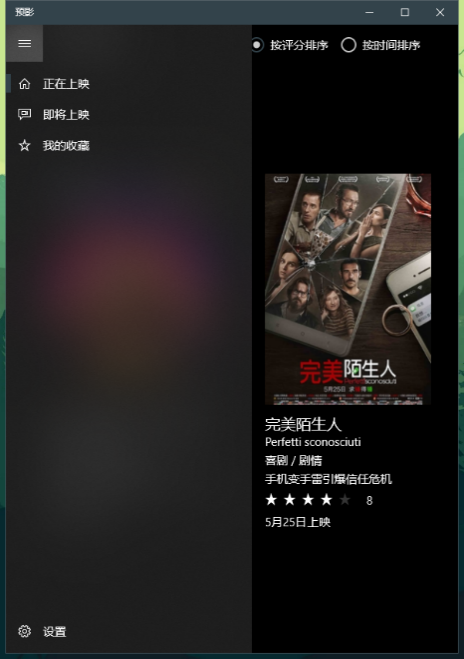 预影
按评分排序
按时间排序
正在上映
即将上映
我的收藏
完美陌生人
Perfetti sconosciuti
5月25日
完美陌生人
Perfetti sconosciuti
喜剧 / 剧情
手机变手雷引爆信任危机
8
5月25日上映
设置